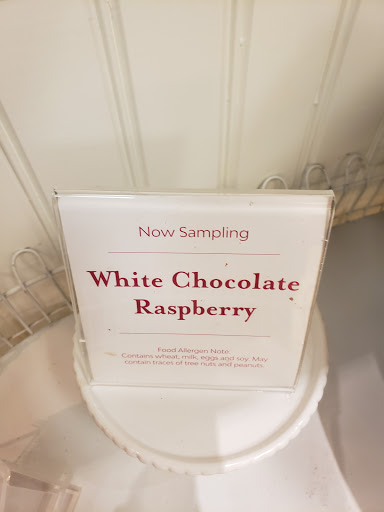 Now Sampling
White Chocolate
Raspberry
Food Allergen Note:
Contains wheat, milk, eggs and soy. May
contain traces of tree nuts and peanuts.